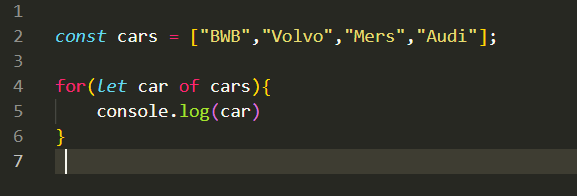 1
2 const cars = ["BWB","Volvo","Mers","Audi"];
3
4 for(let car of cars){
5     console.log(car)
6 }
7